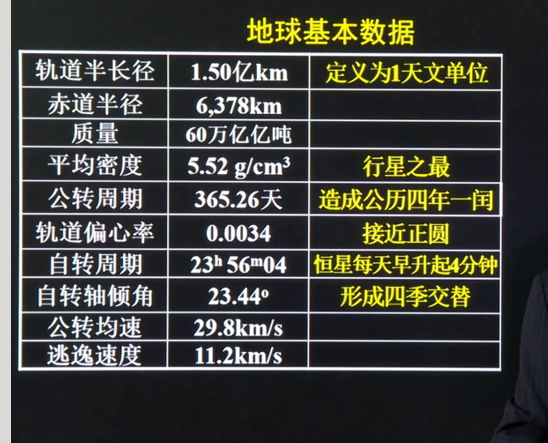 地球基本数据
轨道半长径 1.50亿km 定义为1天文单位
赤道半径 6,378km
质量 60万亿亿吨
平均密度 5.52 g/cm³ 行星之最
公转周期 365.26天 造成公历四年一闰
轨道偏心率 0.0034 接近正圆
自转周期 23ʰ 56ᵐ04 恒星每天早升起4分钟
自转轴倾角 23.44º 形成四季交替
公转均速 29.8km/s
逃逸速度 11.2km/s